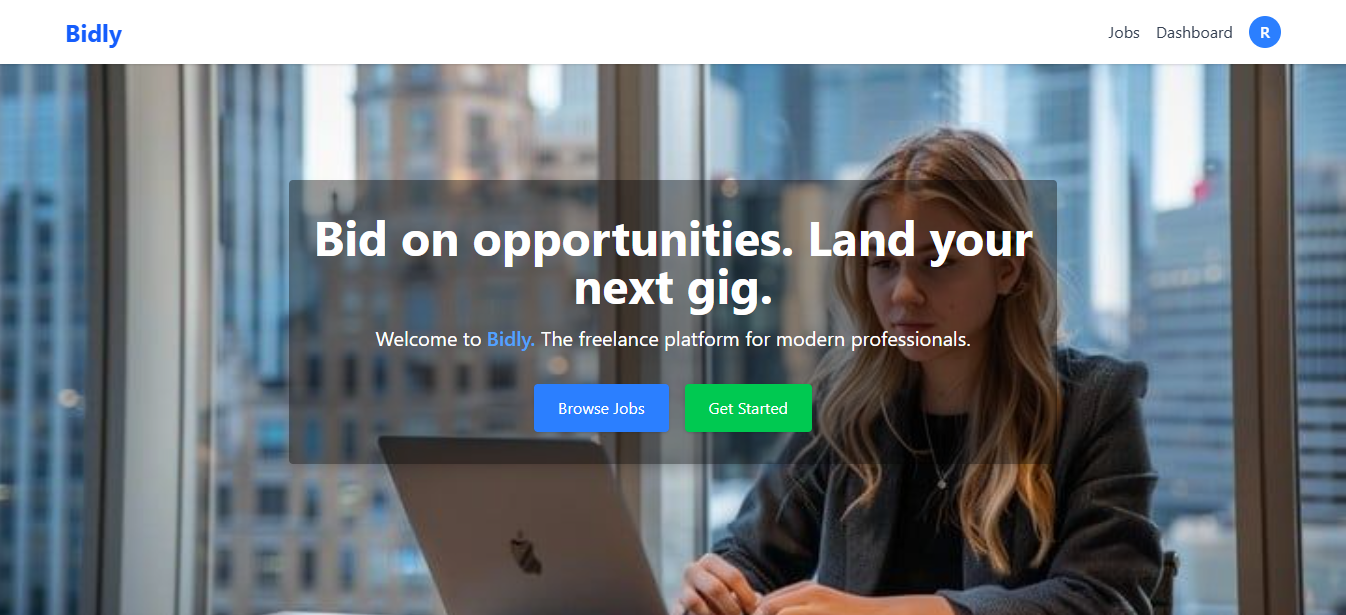 Bidly
Jobs Dashboard R
Bid on opportunities. Land your
next gig.
Welcome to Bidly. The freelance platform for modern professionals.
Browse Jobs Get Started